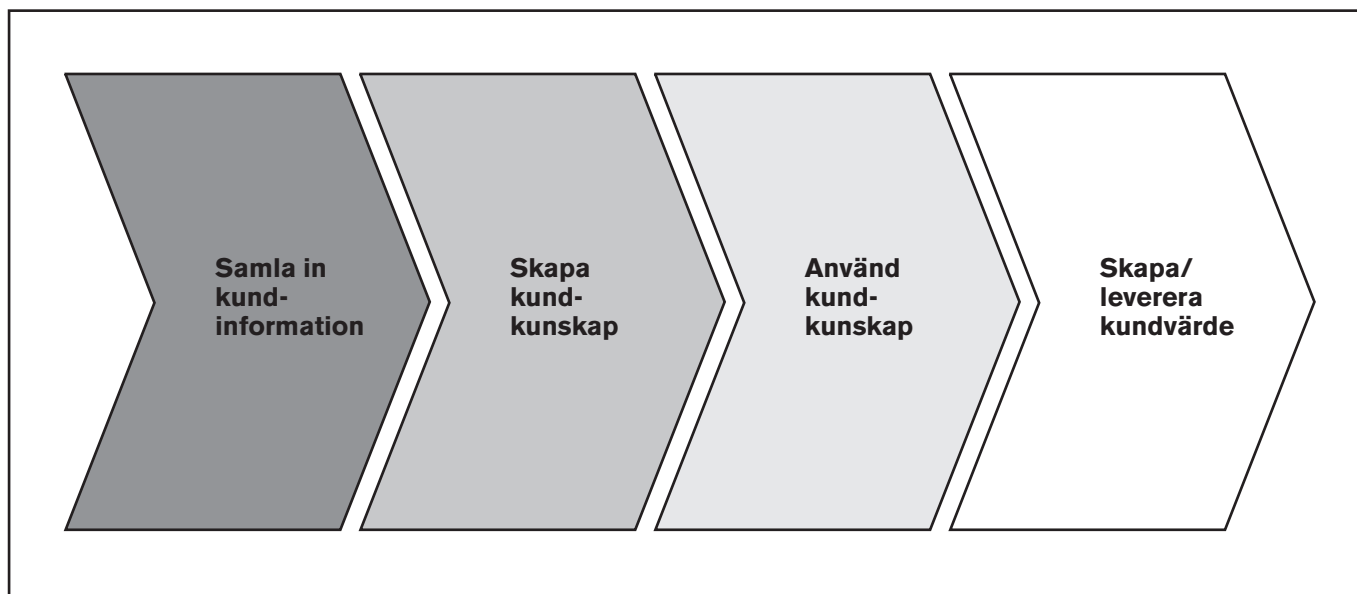 Samla in
kund-
information
Skapa
kund-
kunskap
Använd
kund-
kunskap
Skapa/
leverera
kundvärde